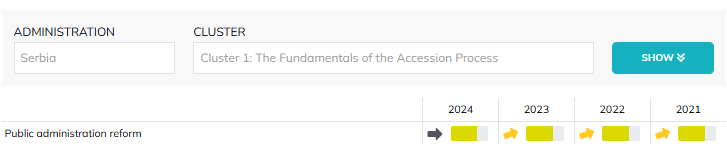 ADMINISTRATION CLUSTER
Serbia Cluster 1: The Fundamentals of the Accession Process SHOW
2024 2023 2022 2021
Public administration reform